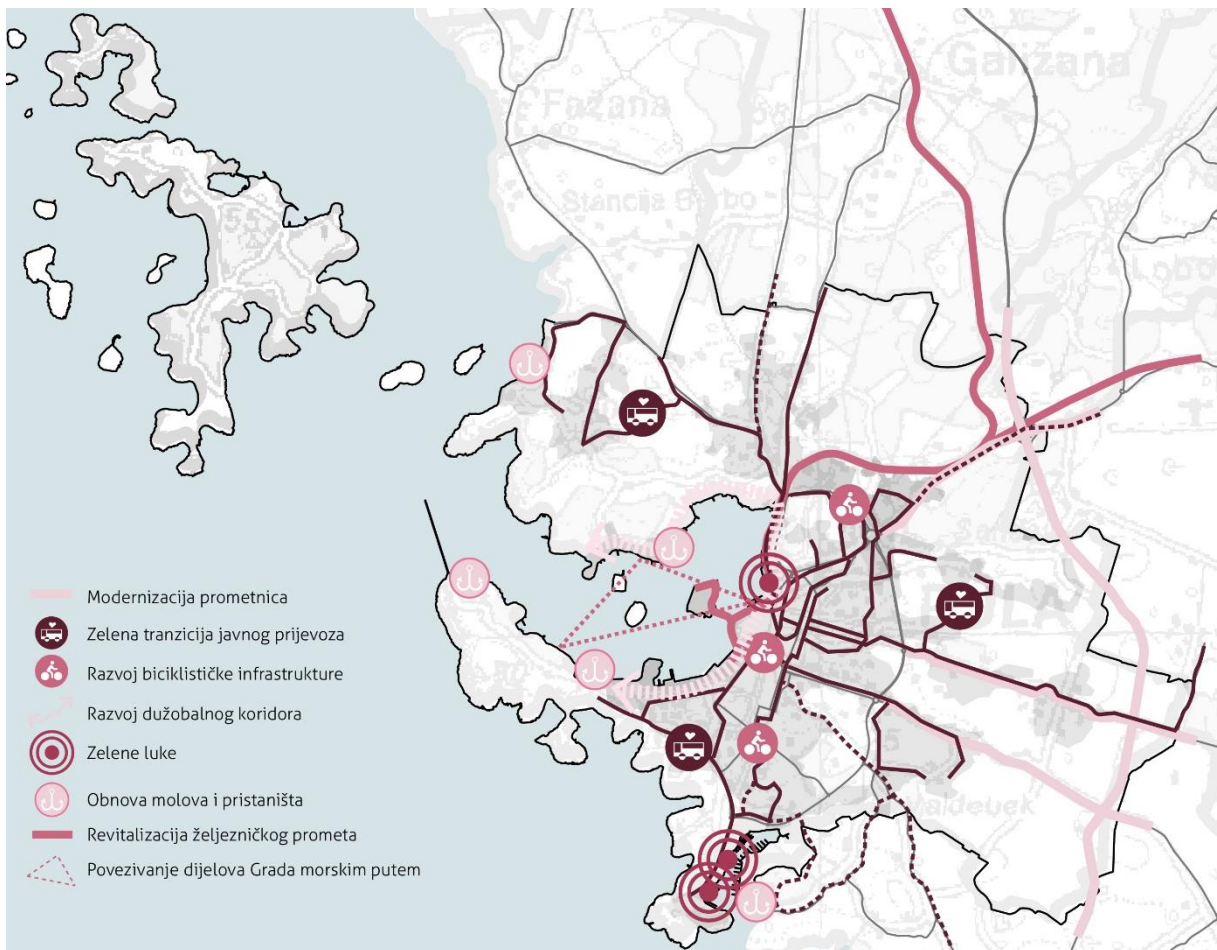 Galižana
Fažana
Stancija Barbo
Valdebek
Modernizacija prometnica
Zelena tranzicija javnog prijevoza
Razvoj biciklističke infrastrukture
Razvoj dužobalnog koridora
Zelene luke
Obnova molova i pristaništa
Revitalizacija željezničkog prometa
Povezivanje dijelova Grada morskim putem